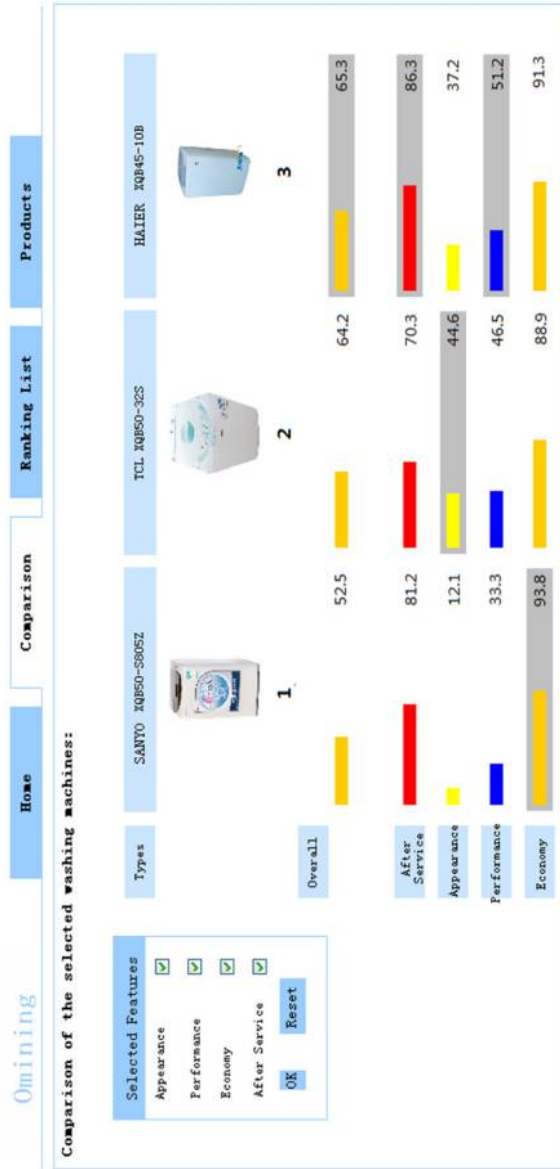 Omining
Home
Comparison
Ranking List
Products
Comparison of the selected washing machines:
Selected Features
Appearance
Performance
Economy
After Service
OK Reset
Types SANYO XQB50-S805Z TCL XQB50-32S HAIER XQB45-10B
1 2 3
Overall 52.5 64.2 65.3
After
Service 81.2 70.3 86.3
Appearance 12.1 44.6 37.2
Performance 33.3 46.5 51.2
Economy 93.8 88.9 91.3